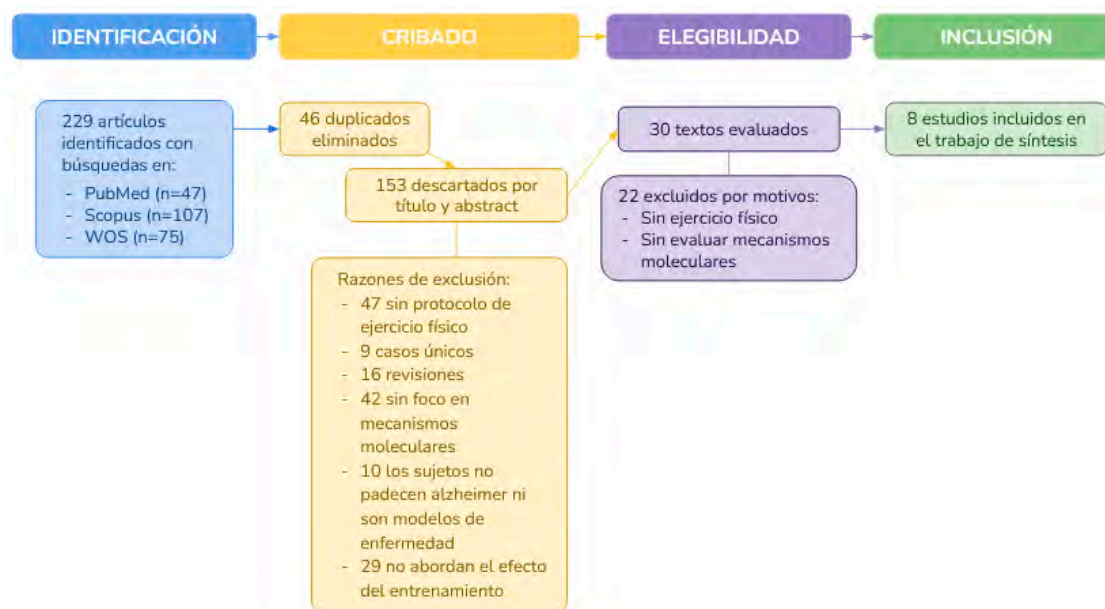 IDENTIFICACIÓN
CRIBADO
ELEGIBILIDAD
INCLUSIÓN
229 artículos
identificados con
búsquedas en:
- PubMed (n=47)
- Scopus (n=107)
- WOS (n=75)
46 duplicados
eliminados
153 descartados por
título y abstract
Razones de exclusión:
- 47 sin protocolo de
ejercicio físico
- 9 casos únicos
- 16 revisiones
- 42 sin foco en
mecanismos
moleculares
- 10 los sujetos no
padecen alzheimer ni
son modelos de
enfermedad
- 29 no abordan el efecto
del entrenamiento
30 textos evaluados
22 excluidos por motivos:
- Sin ejercicio físico
- Sin evaluar mecanismos
moleculares
8 estudios incluidos en
el trabajo de síntesis